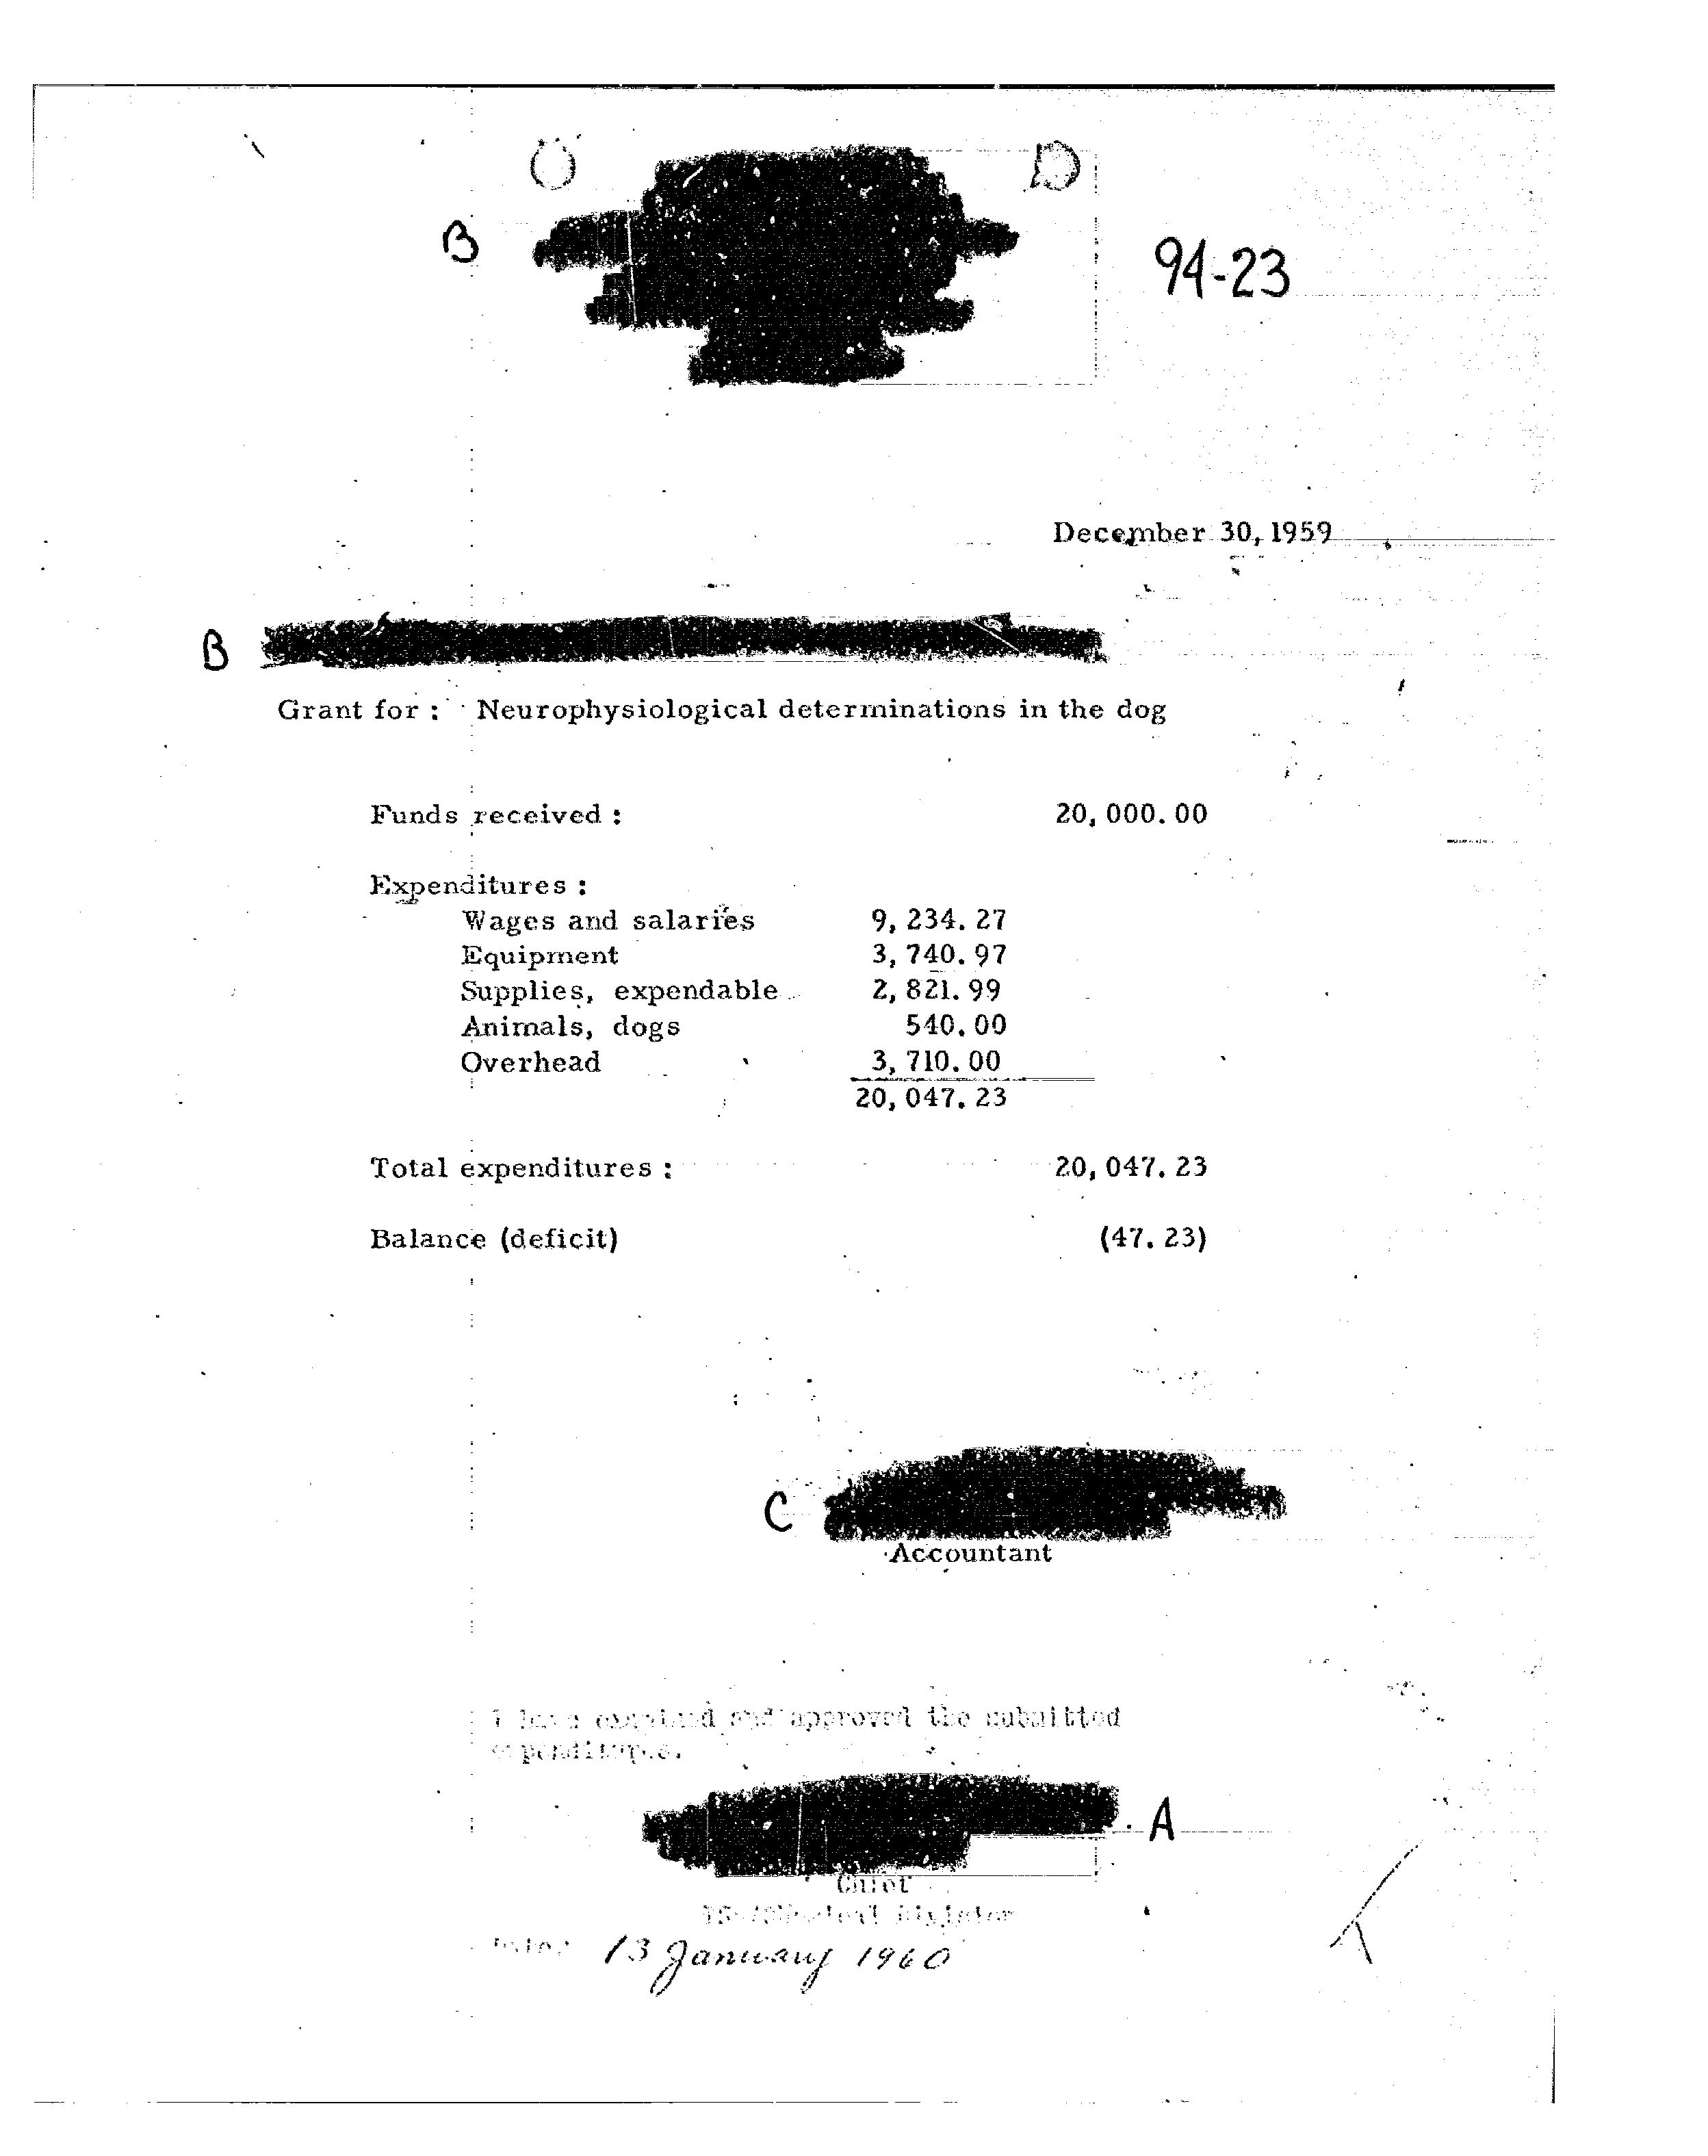 B
94-23
December 30, 1959
B
Grant for : Neurophysiological determinations in the dog
Funds received : 20,000.00
Expenditures :
Wages and salaries 9,234.27
Equipment 3,740.97
Supplies, expendable 2,821.99
Animals, dogs 540.00
Overhead 3,710.00
20,047.23
Total expenditures : 20,047.23
Balance (deficit) (47.23)
C
Accountant
I have examined and approved the submitted
expenditures.
A
Chief
Division
Date: 13 January 1960